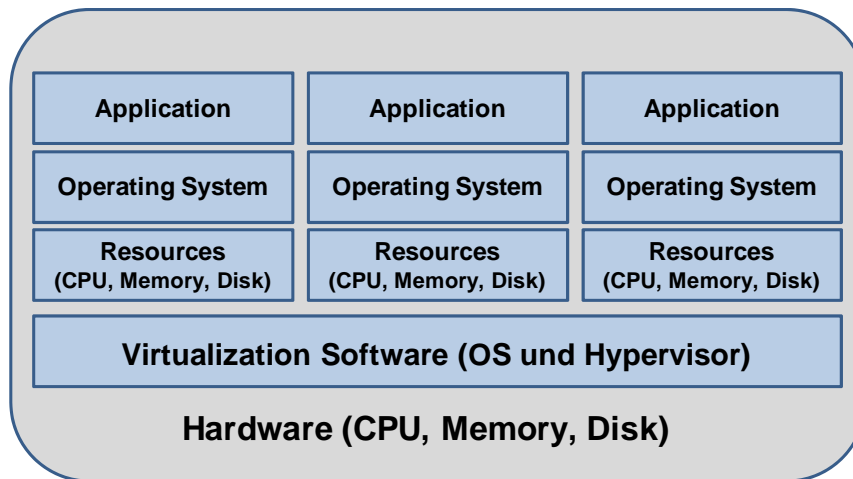 Application
Application
Application
Operating System
Operating System
Operating System
Resources
(CPU, Memory, Disk)
Resources
(CPU, Memory, Disk)
Resources
(CPU, Memory, Disk)
Virtualization Software (OS und Hypervisor)
Hardware (CPU, Memory, Disk)